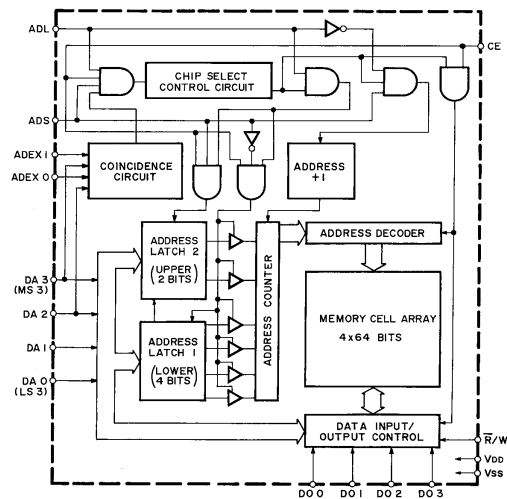 ADL
CE
CHIP SELECT
CONTROL CIRCUIT
ADS
ADEX 1
ADEX 0
COINCIDENCE
CIRCUIT
ADDRESS
+1
ADDRESS
LATCH 2
(UPPER
2 BITS)
ADDRESS COUNTER
ADDRESS DECODER
DA 3
(MS 3)
DA 2
DA 1
DA 0
(LS 3)
ADDRESS
LATCH 1
(LOWER
4 BITS)
MEMORY CELL ARRAY
4x64 BITS
DATA INPUT/
OUTPUT CONTROL
R̅/W
VDD
VSS
DO 0
DO 1
DO 2
DO 3